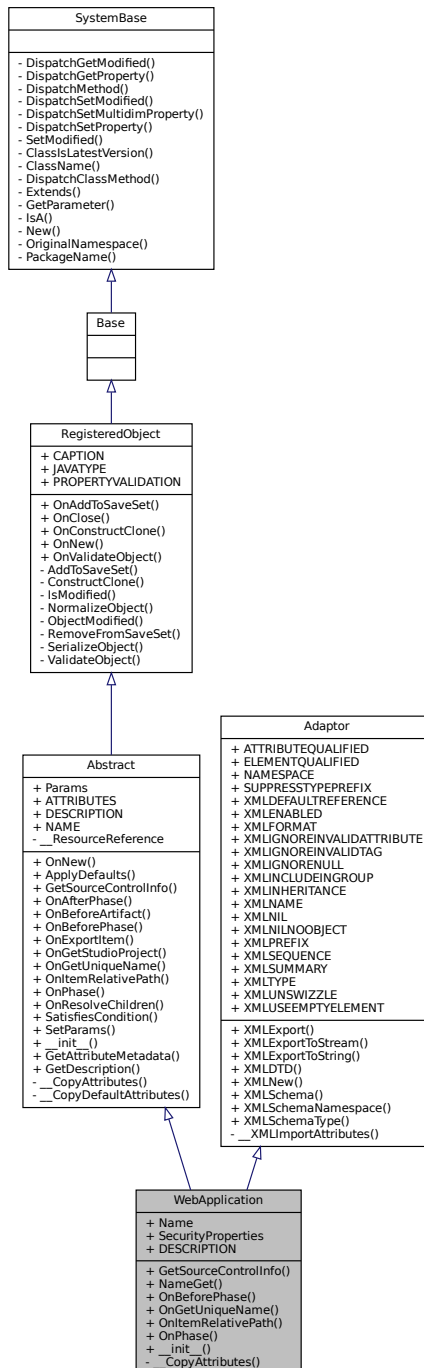 SystemBase
- DispatchGetModified()
- DispatchGetProperty()
- DispatchMethod()
- DispatchSetModified()
- DispatchSetMultidimProperty()
- DispatchSetProperty()
- SetModified()
- ClassIsLatestVersion()
- ClassName()
- DispatchClassMethod()
- Extends()
- GetParameter()
- IsA()
- New()
- OriginalNamespace()
- PackageName()
Base
RegisteredObject
+ CAPTION
+ JAVATYPE
+ PROPERTYVALIDATION
+ OnAddToSaveSet()
+ OnClose()
+ OnConstructClone()
+ OnNew()
+ OnValidateObject()
- AddToSaveSet()
- ConstructClone()
- IsModified()
- NormalizeObject()
- ObjectModified()
- RemoveFromSaveSet()
- SerializeObject()
- ValidateObject()
Abstract
+ Params
+ ATTRIBUTES
+ DESCRIPTION
+ NAME
- __ResourceReference
+ OnNew()
+ ApplyDefaults()
+ GetSourceControlInfo()
+ OnAfterPhase()
+ OnBeforeArtifact()
+ OnBeforePhase()
+ OnExportItem()
+ OnGetStudioProject()
+ OnGetUniqueName()
+ OnItemRelativePath()
+ OnPhase()
+ OnResolveChildren()
+ SatisfiesCondition()
+ SetParams()
+ __init__()
+ GetAttributeMetadata()
+ GetDescription()
- __CopyAttributes()
- __CopyDefaultAttributes()
Adaptor
+ ATTRIBUTEQUALIFIED
+ ELEMENTQUALIFIED
+ NAMESPACE
+ SUPPRESSTYPEPREFIX
+ XMLDEFAULTREFERENCE
+ XMLENABLED
+ XMLFORMAT
+ XMLIGNOREINVALIDATTRIBUTE
+ XMLIGNOREINVALIDTAG
+ XMLIGNORENULL
+ XMLINCLUDEINGROUP
+ XMLINHERITANCE
+ XMLNAME
+ XMLNIL
+ XMLNILNOOBJECT
+ XMLPREFIX
+ XMLSEQUENCE
+ XMLSUMMARY
+ XMLTYPE
+ XMLUNSWIZZLE
+ XMLUSEEMPTYELEMENT
+ XMLExport()
+ XMLExportToStream()
+ XMLExportToString()
+ XMLDTD()
+ XMLNew()
+ XMLSchema()
+ XMLSchemaNamespace()
+ XMLSchemaType()
- __XMLImportAttributes()
WebApplication
+ Name
+ SecurityProperties
+ DESCRIPTION
+ GetSourceControlInfo()
+ NameGet()
+ OnBeforePhase()
+ OnGetUniqueName()
+ OnItemRelativePath()
+ OnPhase()
+ __init__()
- __CopyAttributes()